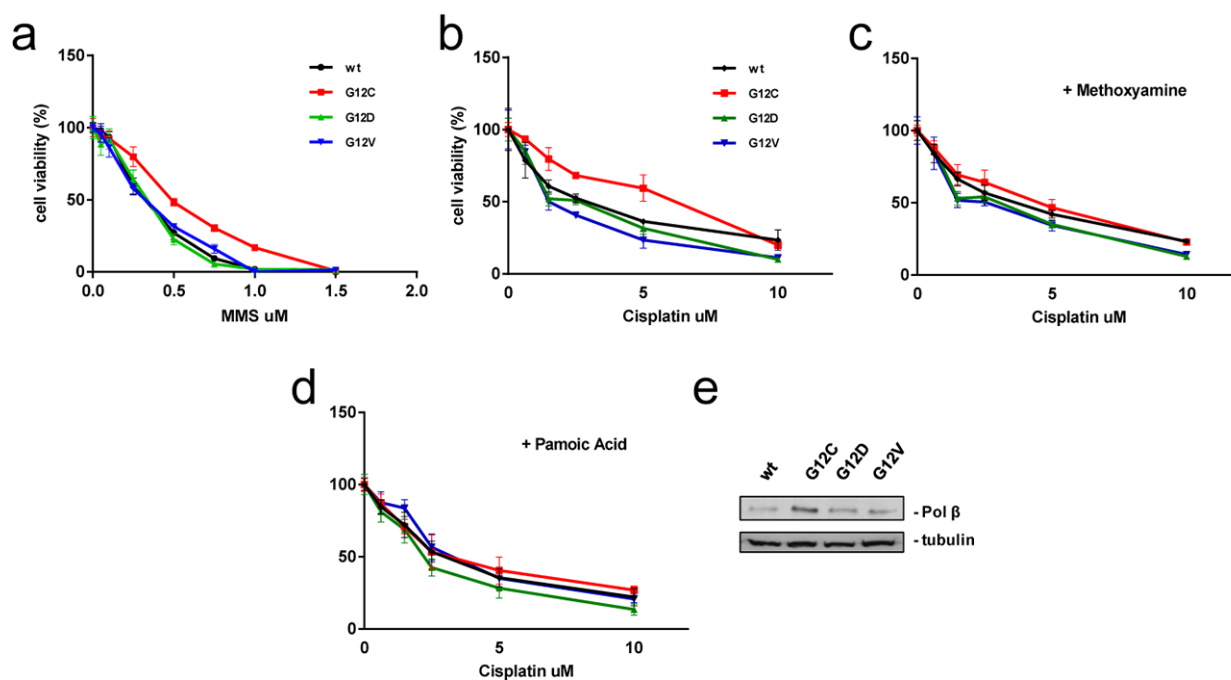 a
150
100
50
0
cell viability (%)
0.0 0.5 1.0 1.5 2.0
MMS uM
wt
G12C
G12D
G12V
b
150
100
50
0
cell viability (%)
0 5 10
Cisplatin uM
wt
G12C
G12D
G12V
c
150
100
50
0
+ Methoxyamine
0 5 10
Cisplatin uM
d
150
100
50
0
+ Pamoic Acid
0 5 10
Cisplatin uM
e
wt G12C G12D G12V
- Pol β
- tubulin